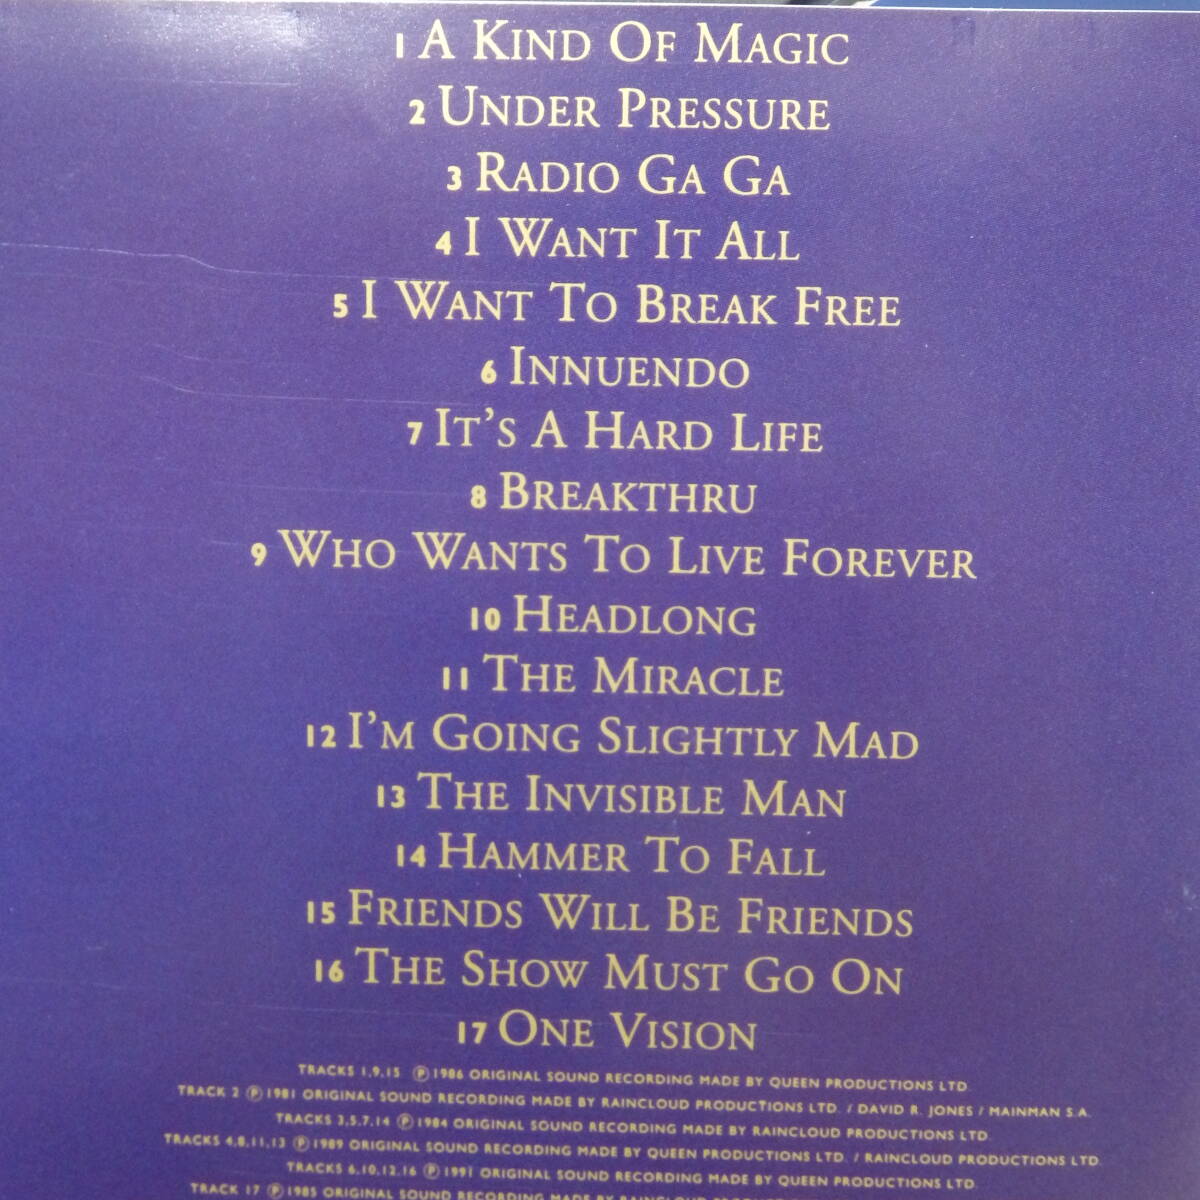 1 A KIND OF MAGIC
2 UNDER PRESSURE
3 RADIO GA GA
4 I WANT IT ALL
5 I WANT TO BREAK FREE
6 INNUENDO
7 IT'S A HARD LIFE
8 BREAKTHRU
9 WHO WANTS TO LIVE FOREVER
10 HEADLONG
11 THE MIRACLE
12 I'M GOING SLIGHTLY MAD
13 THE INVISIBLE MAN
14 HAMMER TO FALL
15 FRIENDS WILL BE FRIENDS
16 THE SHOW MUST GO ON
17 ONE VISION
TRACKS 1,9,15 ℗ 1986 ORIGINAL SOUND RECORDING MADE BY QUEEN PRODUCTIONS LTD.
TRACK 2 ℗ 1981 ORIGINAL SOUND RECORDING MADE BY RAINCLOUD PRODUCTIONS LTD. / DAVID R. JONES / MAINMAN S.A.
TRACKS 3,5,7,14 ℗ 1984 ORIGINAL SOUND RECORDING MADE BY RAINCLOUD PRODUCTIONS LTD.
TRACKS 4,8,11,13 ℗ 1989 ORIGINAL SOUND RECORDING MADE BY QUEEN PRODUCTIONS LTD. / RAINCLOUD PRODUCTIONS LTD.
TRACKS 6,10,12,16 ℗ 1991 ORIGINAL SOUND RECORDING MADE BY QUEEN PRODUCTIONS LTD.
TRACK 17 ℗ 1985 ORIGINAL SOUND RECORDING MADE BY